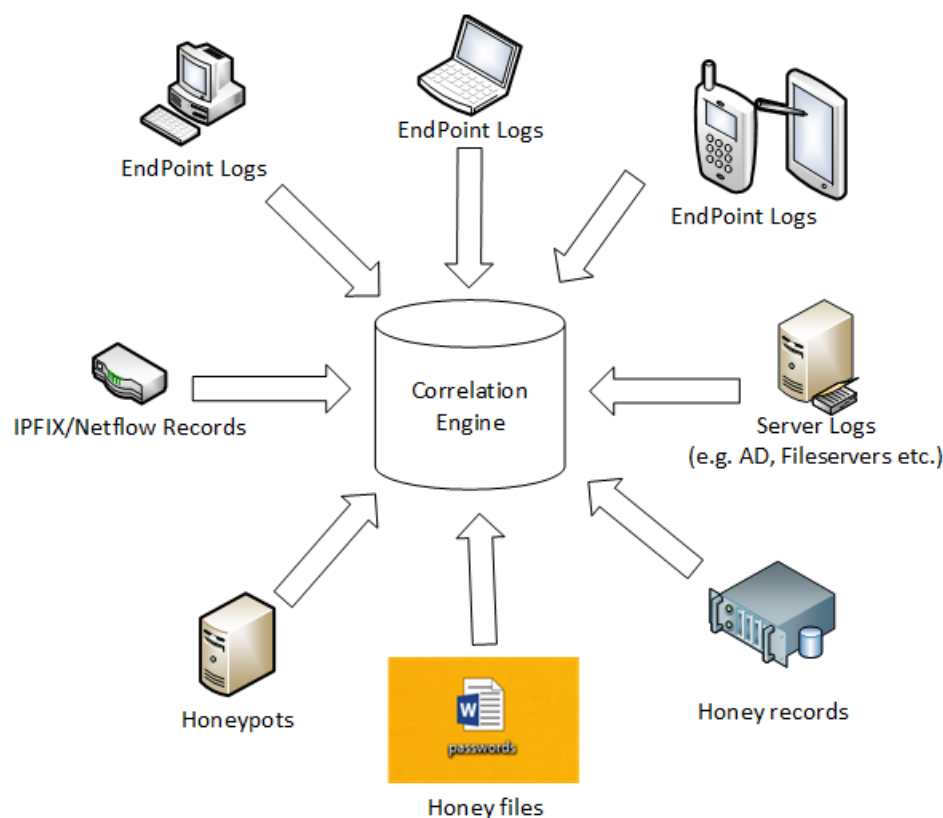 EndPoint Logs
EndPoint Logs
EndPoint Logs
Correlation
Engine
IPFIX/Netflow Records
Server Logs
(e.g. AD, Fileservers etc.)
Honeypots
W
passwords
Honey files
Honey records